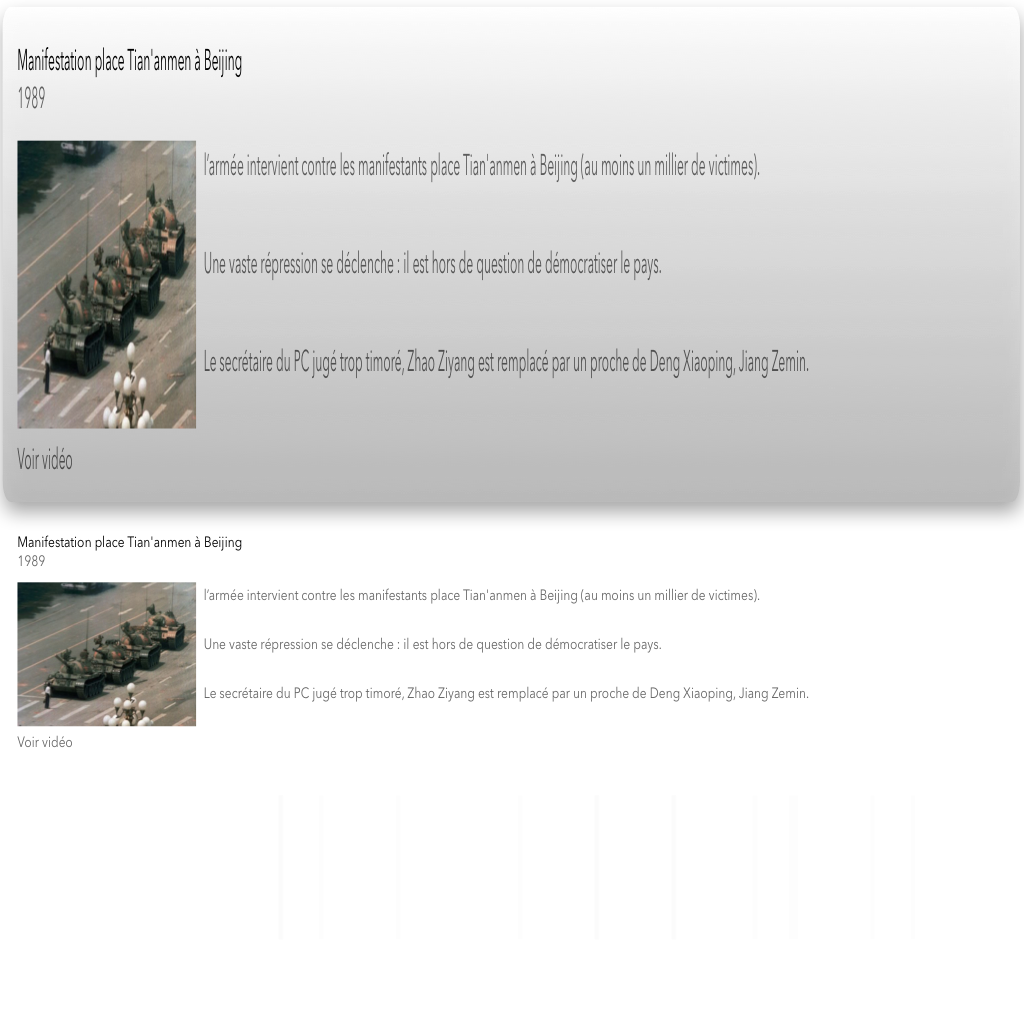 Manifestation place Tian'anmen à Beijing
1989
l’armée intervient contre les manifestants place Tian'anmen à Beijing (au moins un millier de victimes).
Une vaste répression se déclenche : il est hors de question de démocratiser le pays.
Le secrétaire du PC jugé trop timoré, Zhao Ziyang est remplacé par un proche de Deng Xiaoping, Jiang Zemin.
Voir vidéo
Manifestation place Tian'anmen à Beijing
1989
l’armée intervient contre les manifestants place Tian'anmen à Beijing (au moins un millier de victimes).
Une vaste répression se déclenche : il est hors de question de démocratiser le pays.
Le secrétaire du PC jugé trop timoré, Zhao Ziyang est remplacé par un proche de Deng Xiaoping, Jiang Zemin.
Voir vidéo